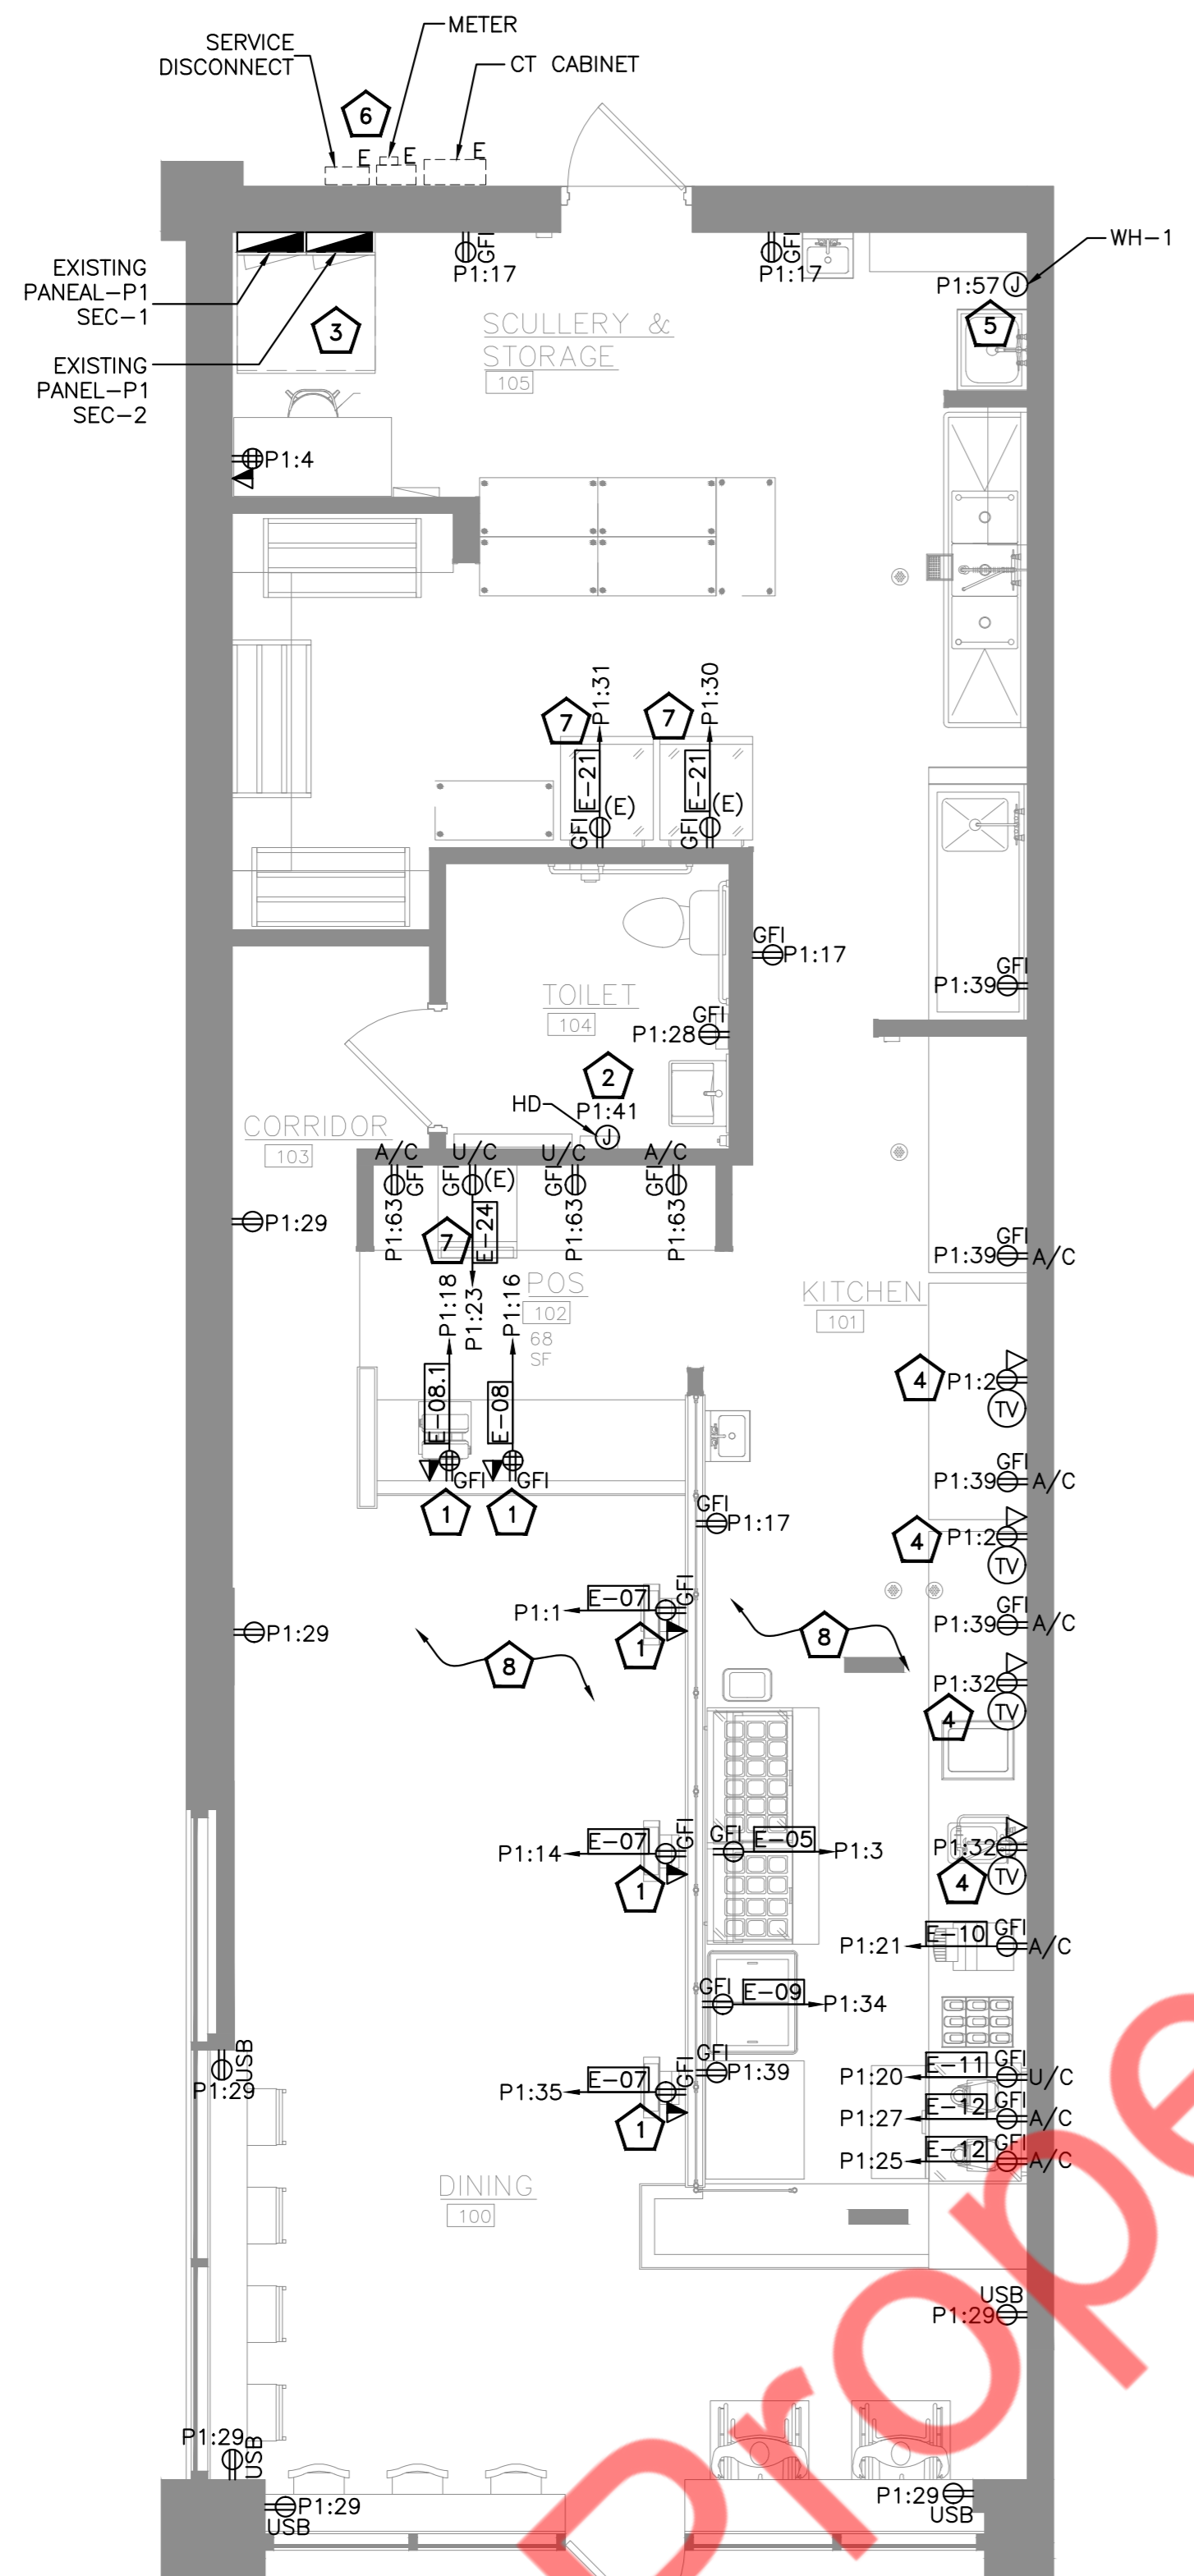 METER
SERVICE
DISCONNECT
CT CABINET
6
E
E
E
EXISTING
PANEAL-P1
SEC-1
EXISTING
PANEL-P1
SEC-2
3
GFI
P1:17
GFI
P1:17
WH-1
P1:57 J
5
SCULLERY &
STORAGE
105
P1:4
7
P1:31
7
P1:30
E-21
E-21
(E)
(E)
GFI
GFI
GFI
P1:17
GFI
P1:39
TOILET
104
GFI
P1:28
2
P1:41
HD
J
CORRIDOR
103
A/C
U/C
U/C
A/C
GFI
GFI
(E)
GFI
GFI
P1:63
E-24
P1:63
P1:63
P1:29
7
P1:18
P1:23
P1:16
POS
102
68
SF
KITCHEN
101
GFI
P1:39 A/C
E-08.1
E-08
GFI
GFI
1
1
4
P1:2
TV
GFI
P1:39 A/C
GFI
P1:17
4
P1:2
TV
P1:29
P1:1
E-07
GFI
1
8
8
GFI
P1:39 A/C
P1:32
4
TV
P1:14
E-07
GFI
1
GFI
E-05
P1:3
P1:32
4
TV
P1:21
E-10
GFI
A/C
GFI
E-09
P1:34
USB
P1:29
P1:35
E-07
GFI
1
GFI
P1:39
P1:20
E-11
GFI
U/C
P1:27
E-12
GFI
A/C
P1:25
E-12
GFI
A/C
DINING
100
USB
P1:29
P1:29
USB
P1:29
USB
P1:29
USB
Prope